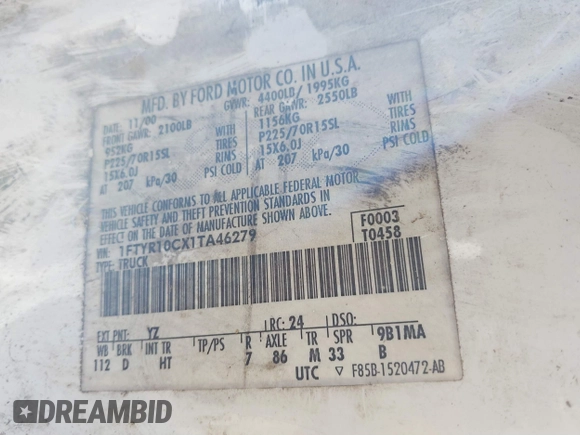 MFD. BY FORD MOTOR CO. IN U.S.A.
DATE: 11/00 GVWR: 4400LB/ 1995KG
FRONT GAWR: 2100LB REAR GAWR: 2550LB
952KG 1156KG
P225/70R15SL WITH TIRES P225/70R15SL WITH TIRES
15X6.0J RIMS 15X6.0J RIMS
AT 207 kPa/30 PSI COLD AT 207 kPa/30 PSI COLD
THIS VEHICLE CONFORMS TO ALL APPLICABLE FEDERAL MOTOR
VEHICLE SAFETY AND THEFT PREVENTION STANDARDS IN
EFFECT ON THE DATE OF MANUFACTURE SHOWN ABOVE.
VIN: 1FTYR10CX1TA46279 F0003
TYPE: TRUCK T0458
EXT PNT: YZ RC: 24 DSO:
WB BRK INT TR TP/PS R AXLE TR SPR 9B1MA
112 D HT 7 86 M 33 B
UTC ▽ F85B-1520472-AB
DREAMBID